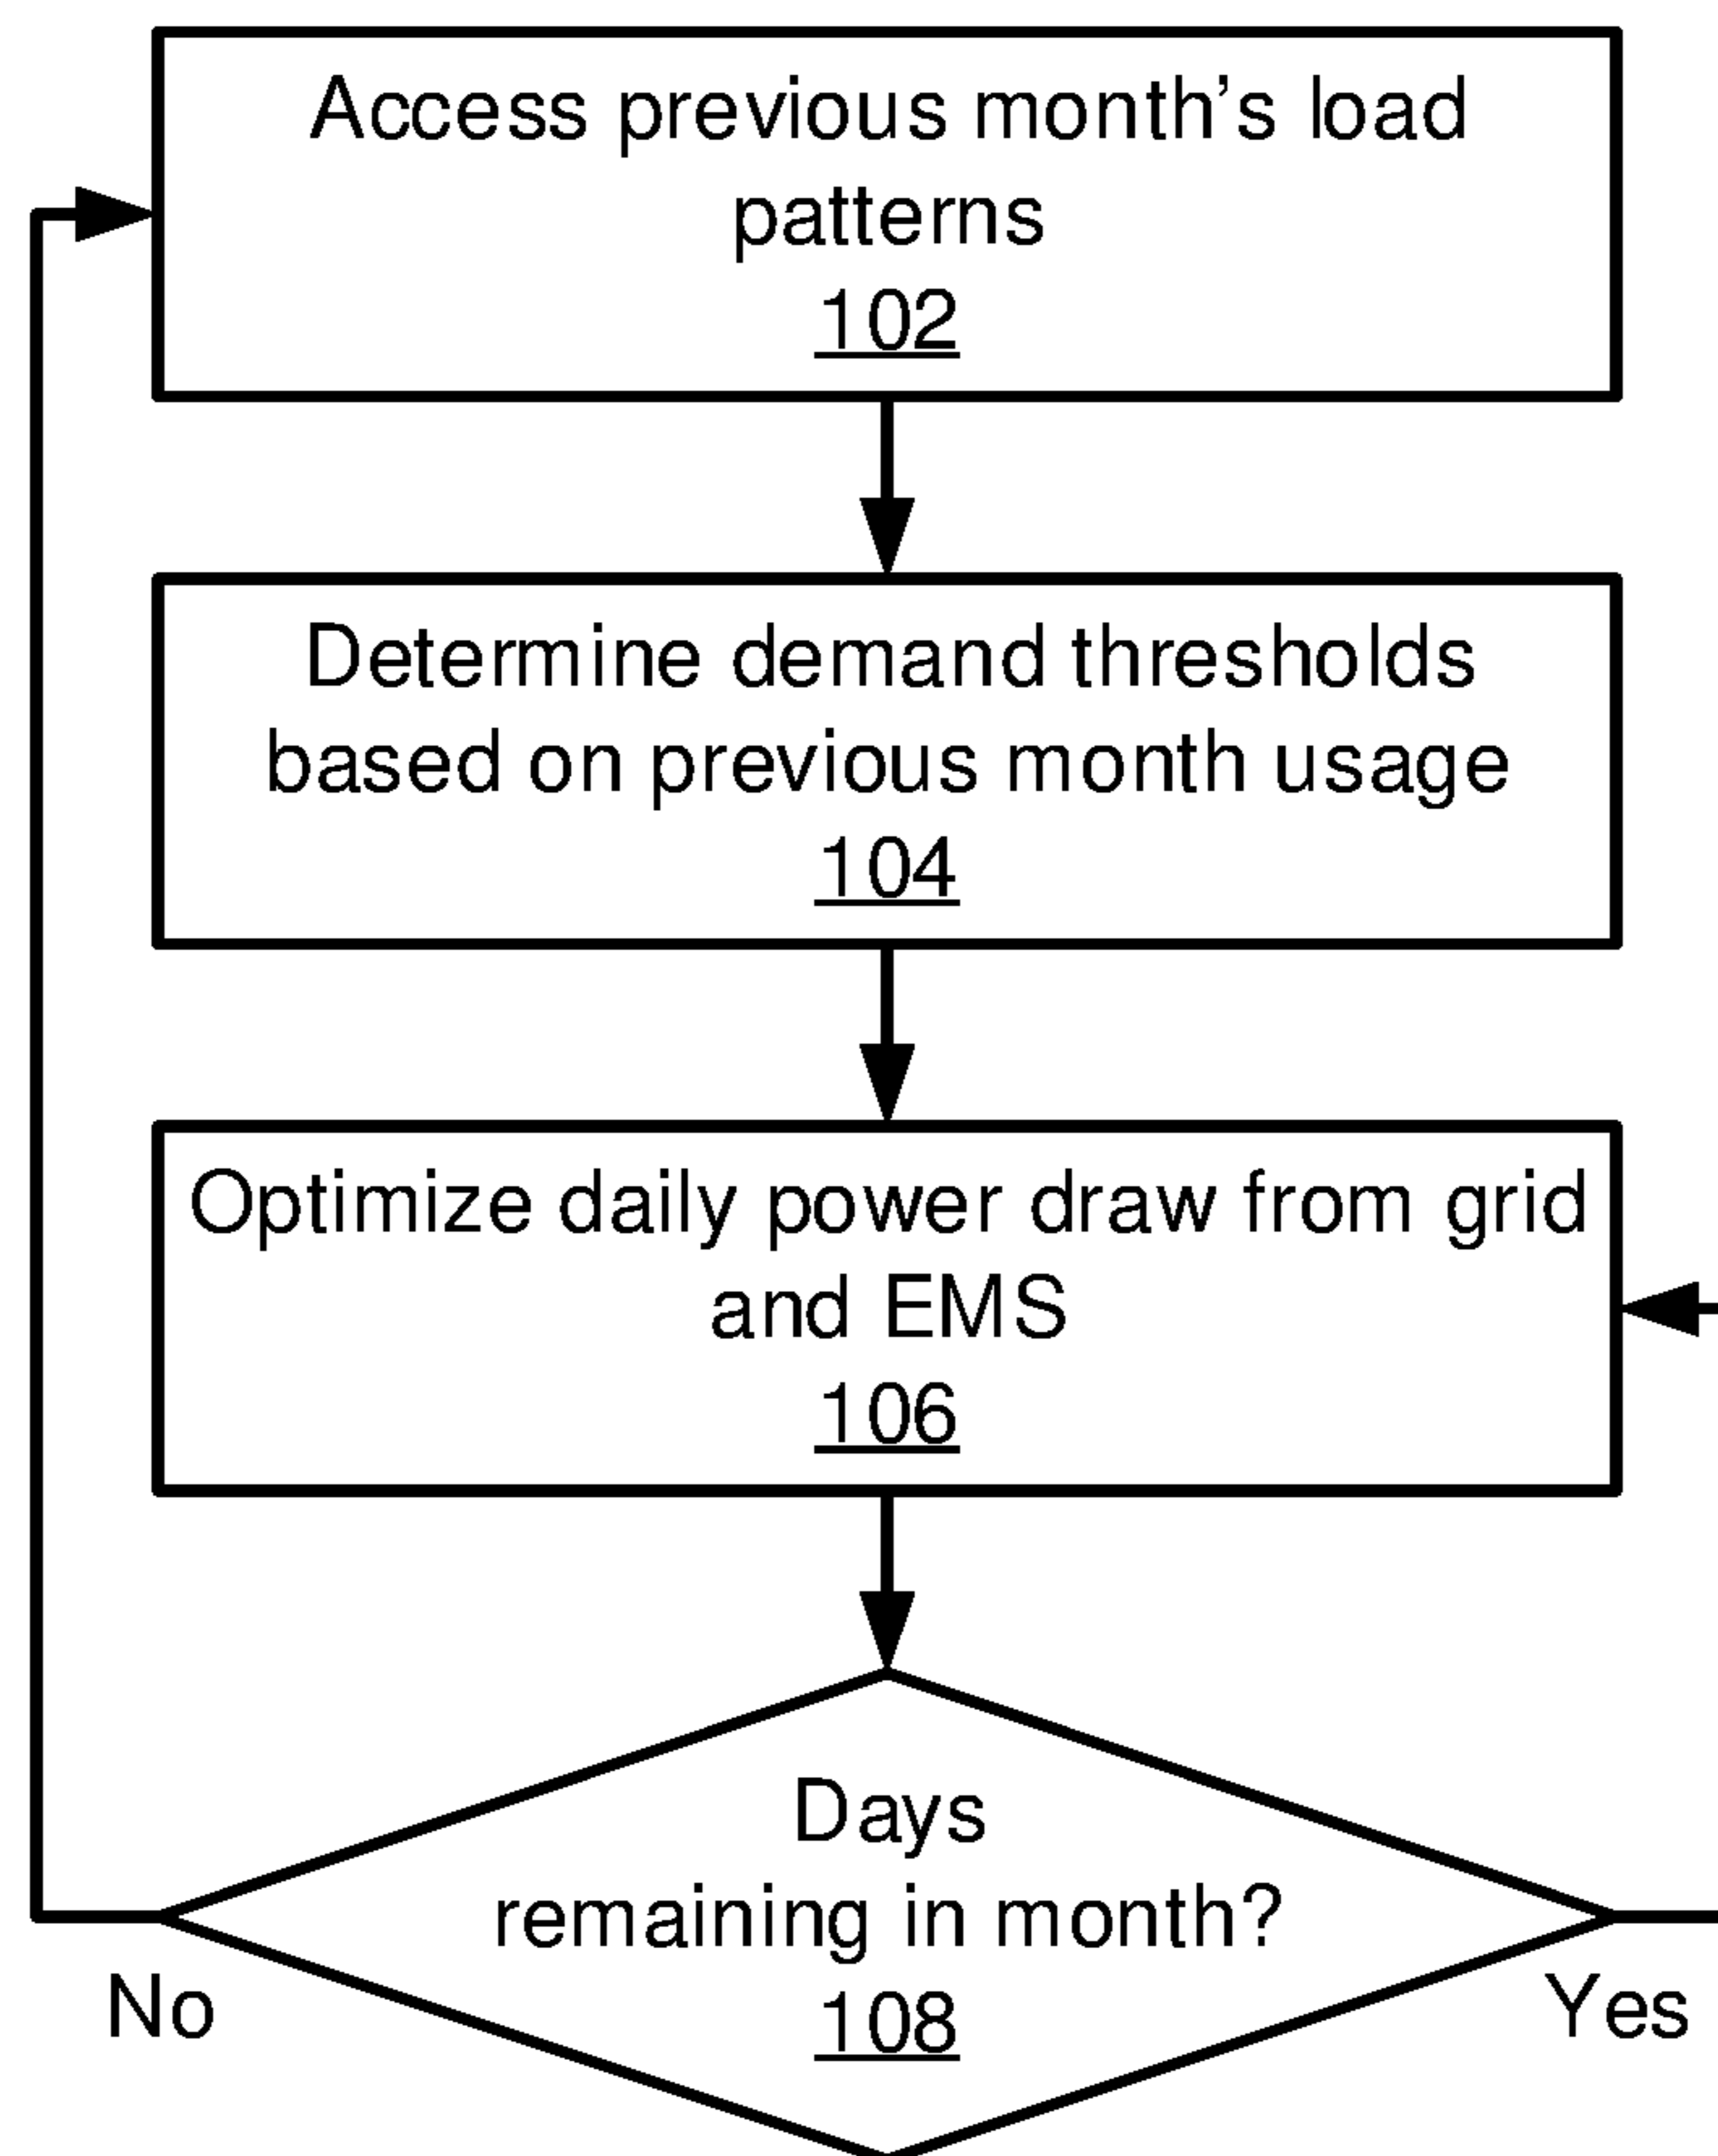 Access previous month's load
patterns
102
Determine demand thresholds
based on previous month usage
104
Optimize daily power draw from grid
and EMS
106
Days
remaining in month?
108
No
Yes